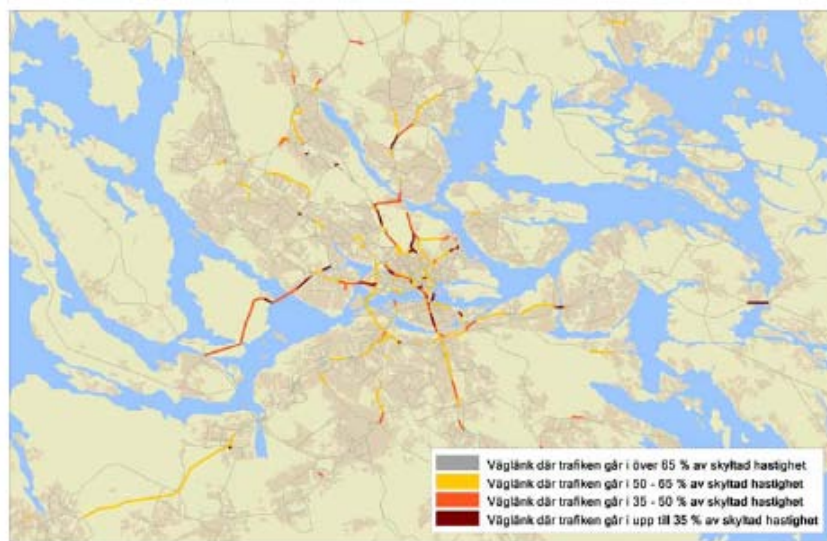 Väglänk där trafiken går i över 65 % av skyltad hastighet
Väglänk där trafiken går i 50 - 65 % av skyltad hastighet
Väglänk där trafiken går i 35 - 50 % av skyltad hastighet
Väglänk där trafiken går i upp till 35 % av skyltad hastighet